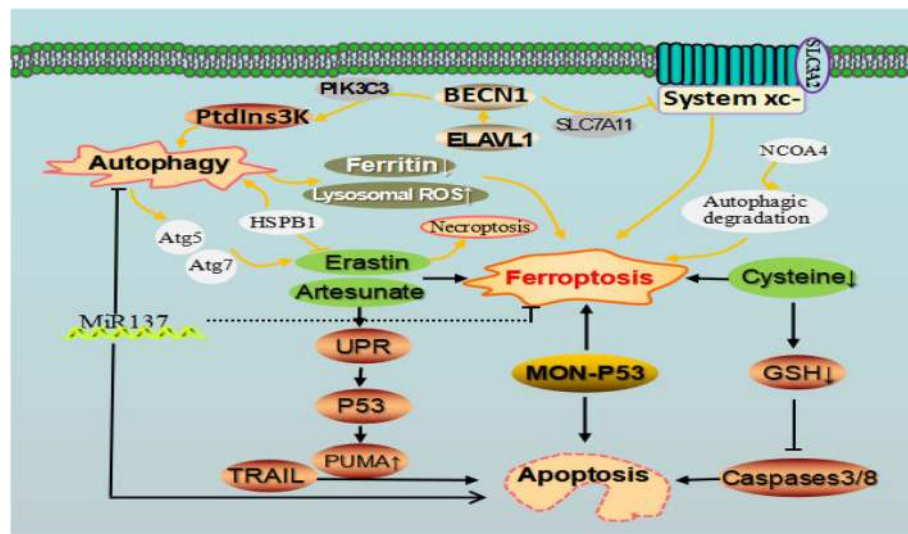 SLC3A2
PIK3C3
BECN1
System xc-
PtdIns3K
SLC7A11
ELAVL1
Autophagy
Ferritin↓
NCOA4
Lysosomal ROS↑
Autophagic
degradation
HSPB1
Necroptosis
Atg5
Atg7
Erastin
Ferroptosis
Cysteine↓
Artesunate
MiR137
UPR
MON-P53
GSH↓
P53
PUMA↑
TRAIL
Apoptosis
Caspases3/8